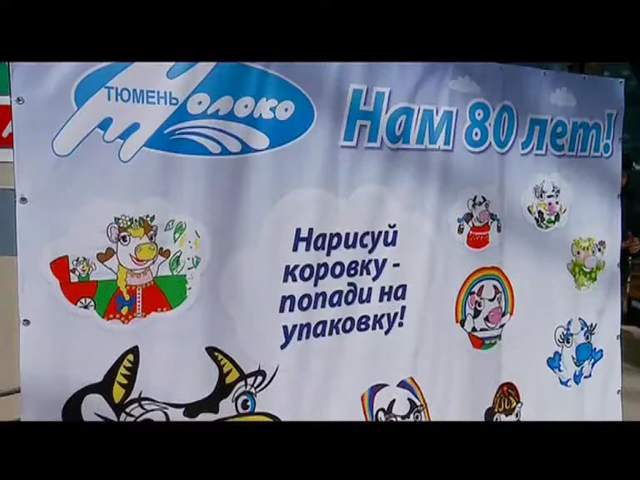 ТЮМЕНЬ МОЛОКО
Нам 80 лет!
Нарисуй
коровку -
попади на
упаковку!